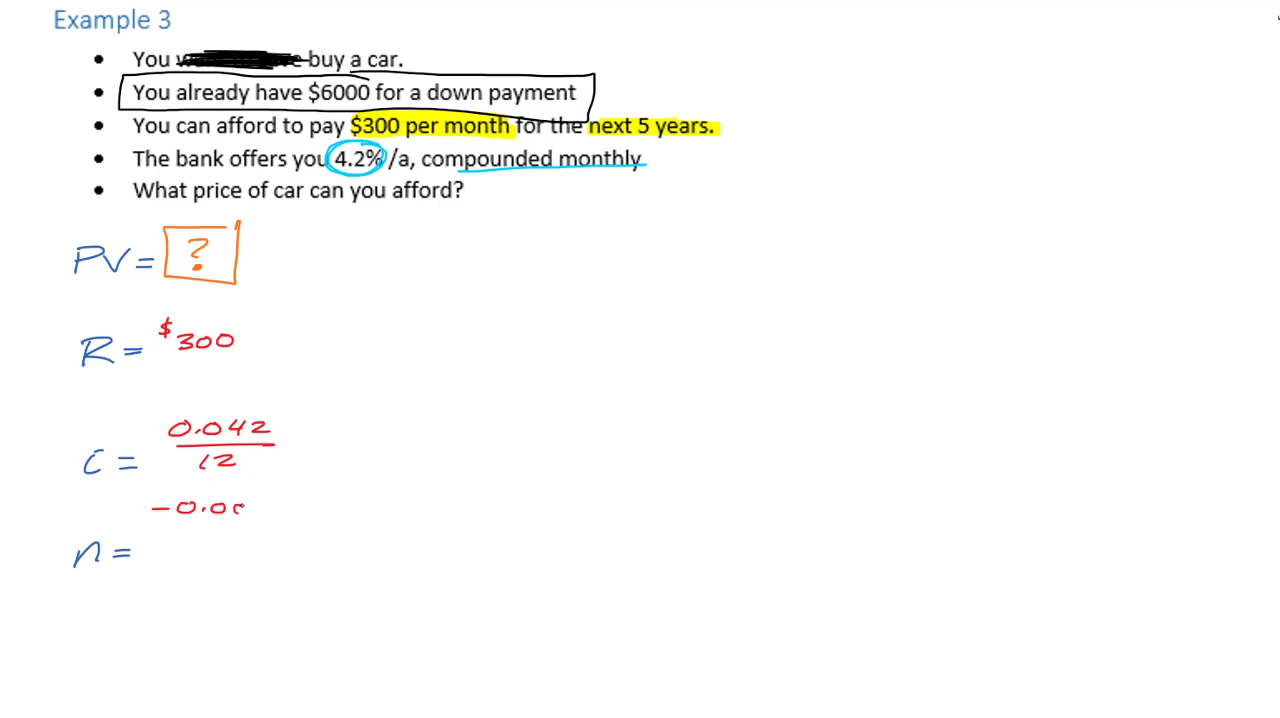 Example 3
• You buy a car.
• You already have $6000 for a down payment
• You can afford to pay $300 per month for the next 5 years.
• The bank offers you 4.2% /a, compounded monthly
• What price of car can you afford?
PV = ?
R = $300
i = 0.042
12
=0.00
n =